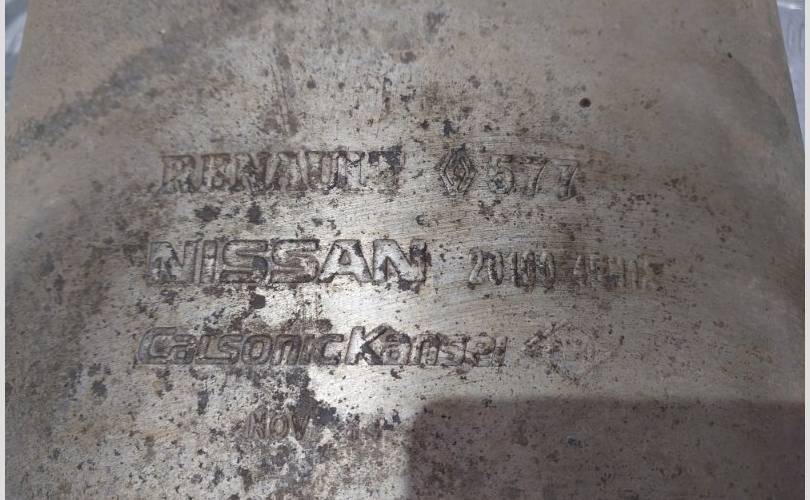 RENAULT 577
NISSAN
CalsonicKansei
NOV